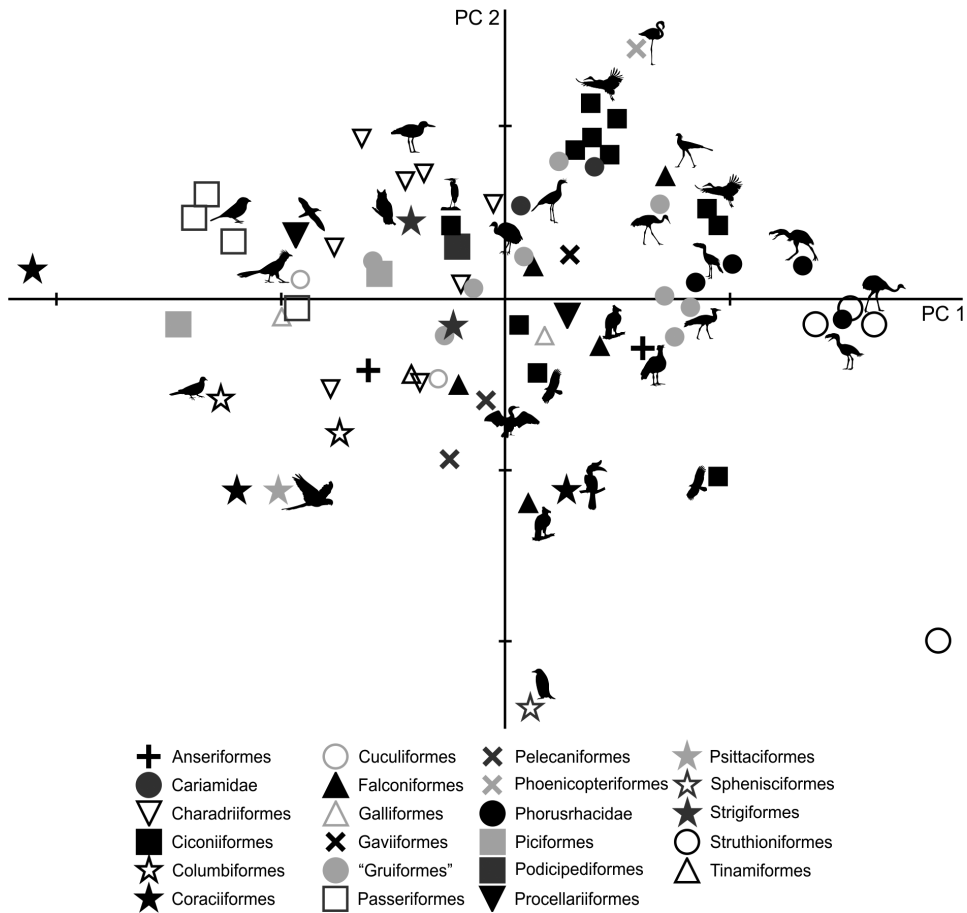 PC 2
PC 1
Anseriformes
Cariamidae
Charadriiformes
Ciconiiformes
Columbiformes
Coraciiformes
Cuculiformes
Falconiformes
Galliformes
Gaviiformes
“Gruiformes”
Passeriformes
Pelecaniformes
Phoenicopteriformes
Phorusrhacidae
Piciformes
Podicipediformes
Procellariiformes
Psittaciformes
Sphenisciformes
Strigiformes
Struthioniformes
Tinamiformes